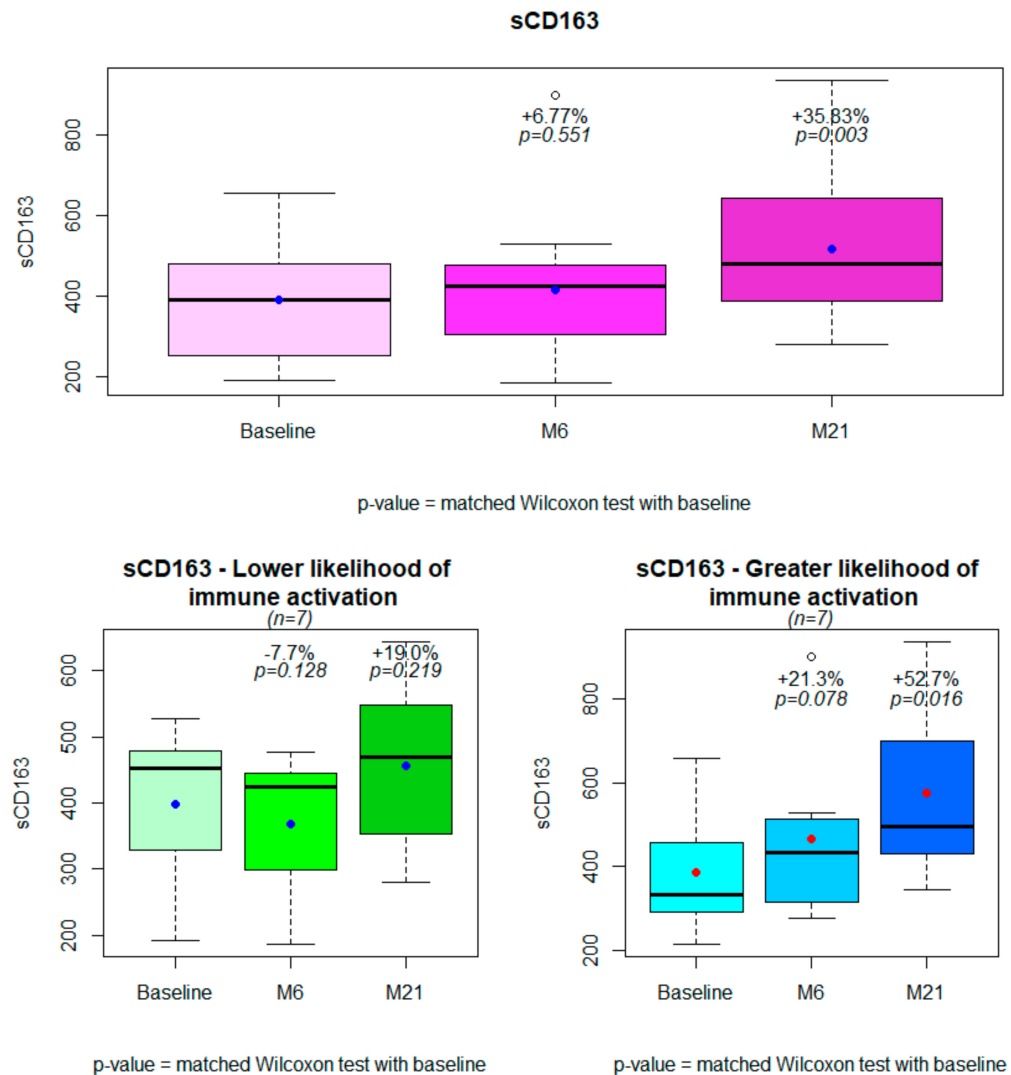 sCD163
+6.77%
p=0.551
+35.83%
p=0.003
sCD163
800
600
400
200
Baseline
M6
M21
p-value = matched Wilcoxon test with baseline
sCD163 - Lower likelihood of
immune activation
(n=7)
-7.7%
p=0.128
+19.0%
p=0.219
sCD163
600
500
400
300
200
Baseline
M6
M21
p-value = matched Wilcoxon test with baseline
sCD163 - Greater likelihood of
immune activation
(n=7)
+21.3%
p=0.078
+52.7%
p=0.016
sCD163
800
600
400
200
Baseline
M6
M21
p-value = matched Wilcoxon test with baseline